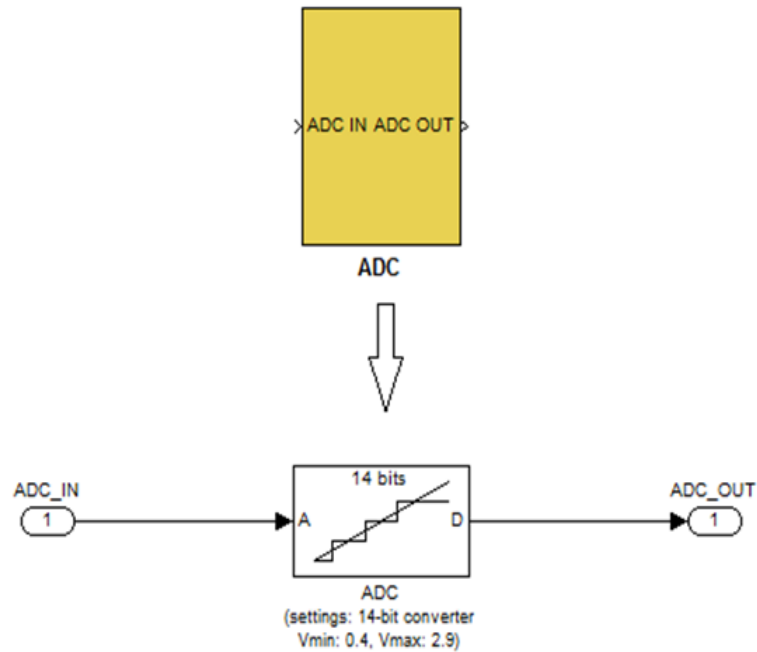 ADC IN ADC OUT
ADC
14 bits
ADC_IN
ADC_OUT
1
A
D
1
ADC
(settings: 14-bit converter
Vmin: 0.4, Vmax: 2.9)